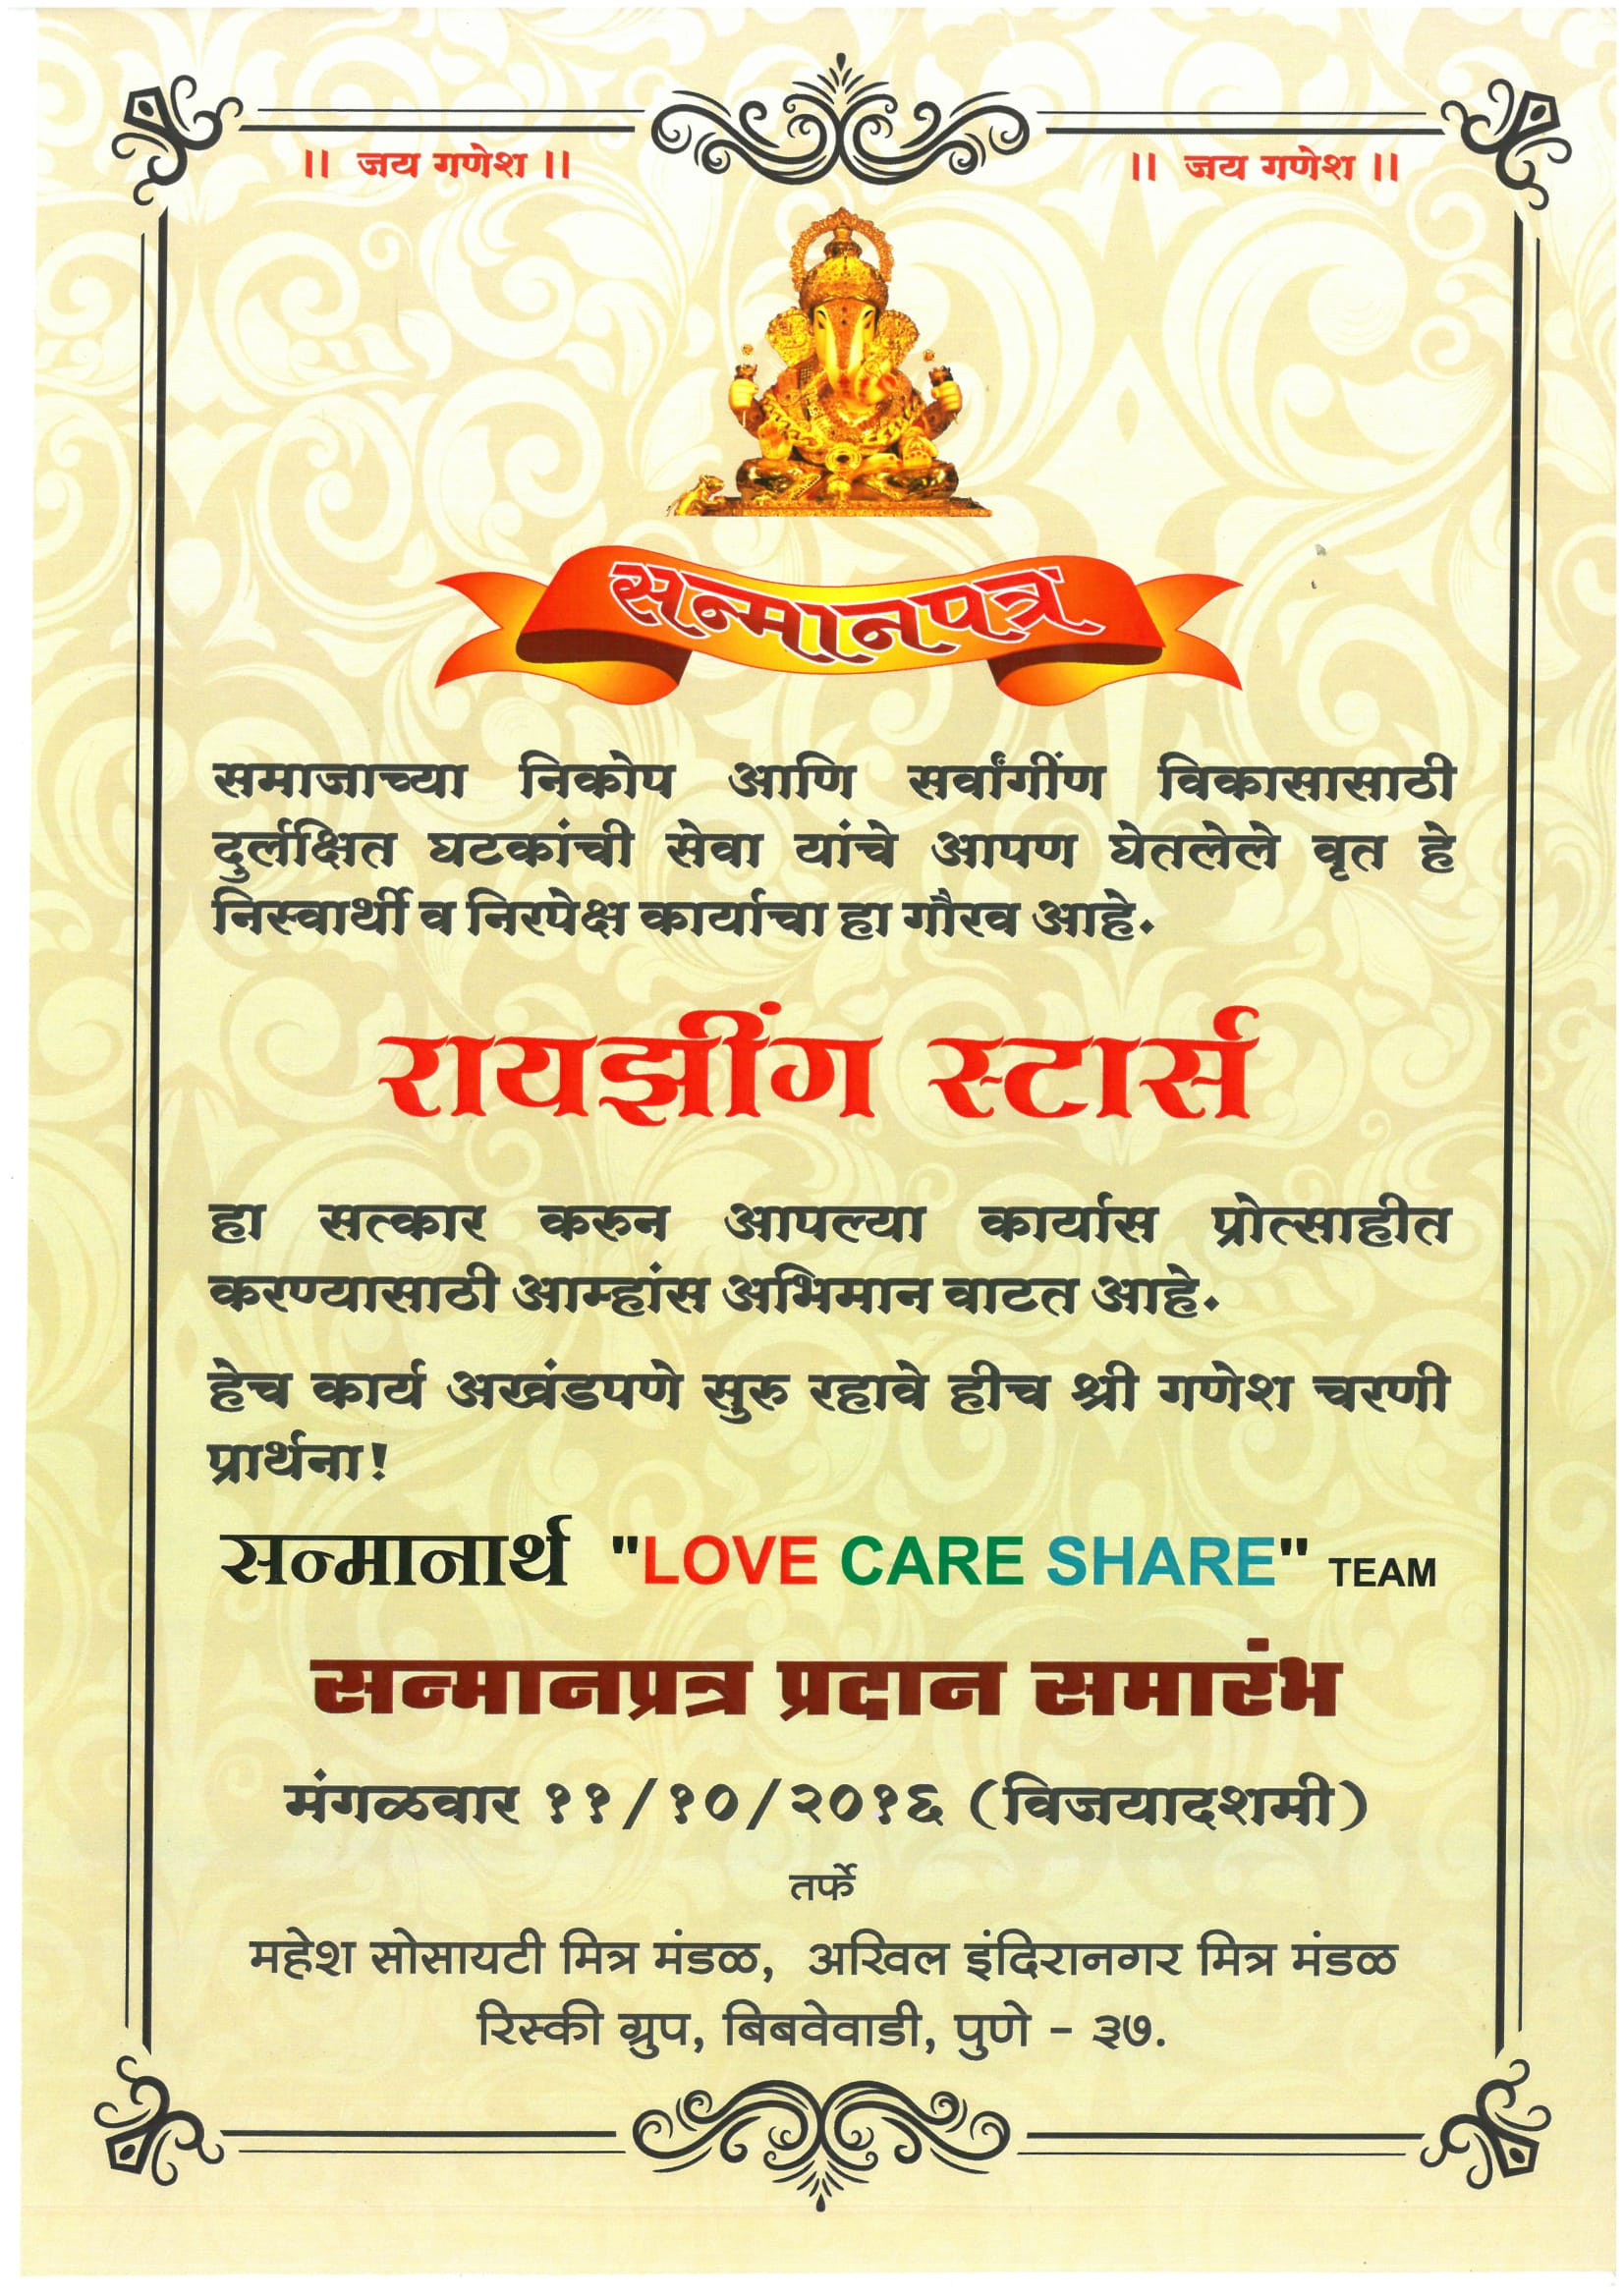 ।। जय गणेश ।। ।। जय गणेश ।।
सन्मानपत्र
समाजाच्या निकोप आणि सर्वांगींण विकासासाठी
दुर्लक्षित घटकांची सेवा यांचे आपण घेतलेले वृत हे
निस्वार्थी व निरपेक्ष कार्याचा हा गौरव आहे.
रायझींग स्टार्स
हा सत्कार करुन आपल्या कार्यास प्रोत्साहीत
करण्यासाठी आम्हांस अभिमान वाटत आहे.
हेच कार्य अखंडपणे सुरु रहावे हीच श्री गणेश चरणी
प्रार्थना!
सन्मानार्थ "LOVE CARE SHARE" TEAM
सन्मानप्रत्र प्रदान समारंभ
मंगळवार ११/१०/२०१६ (विजयादशमी)
तर्फे
महेश सोसायटी मित्र मंडळ, अखिल इंदिरानगर मित्र मंडळ
रिस्की ग्रुप, बिबवेवाडी, पुणे - ३७.